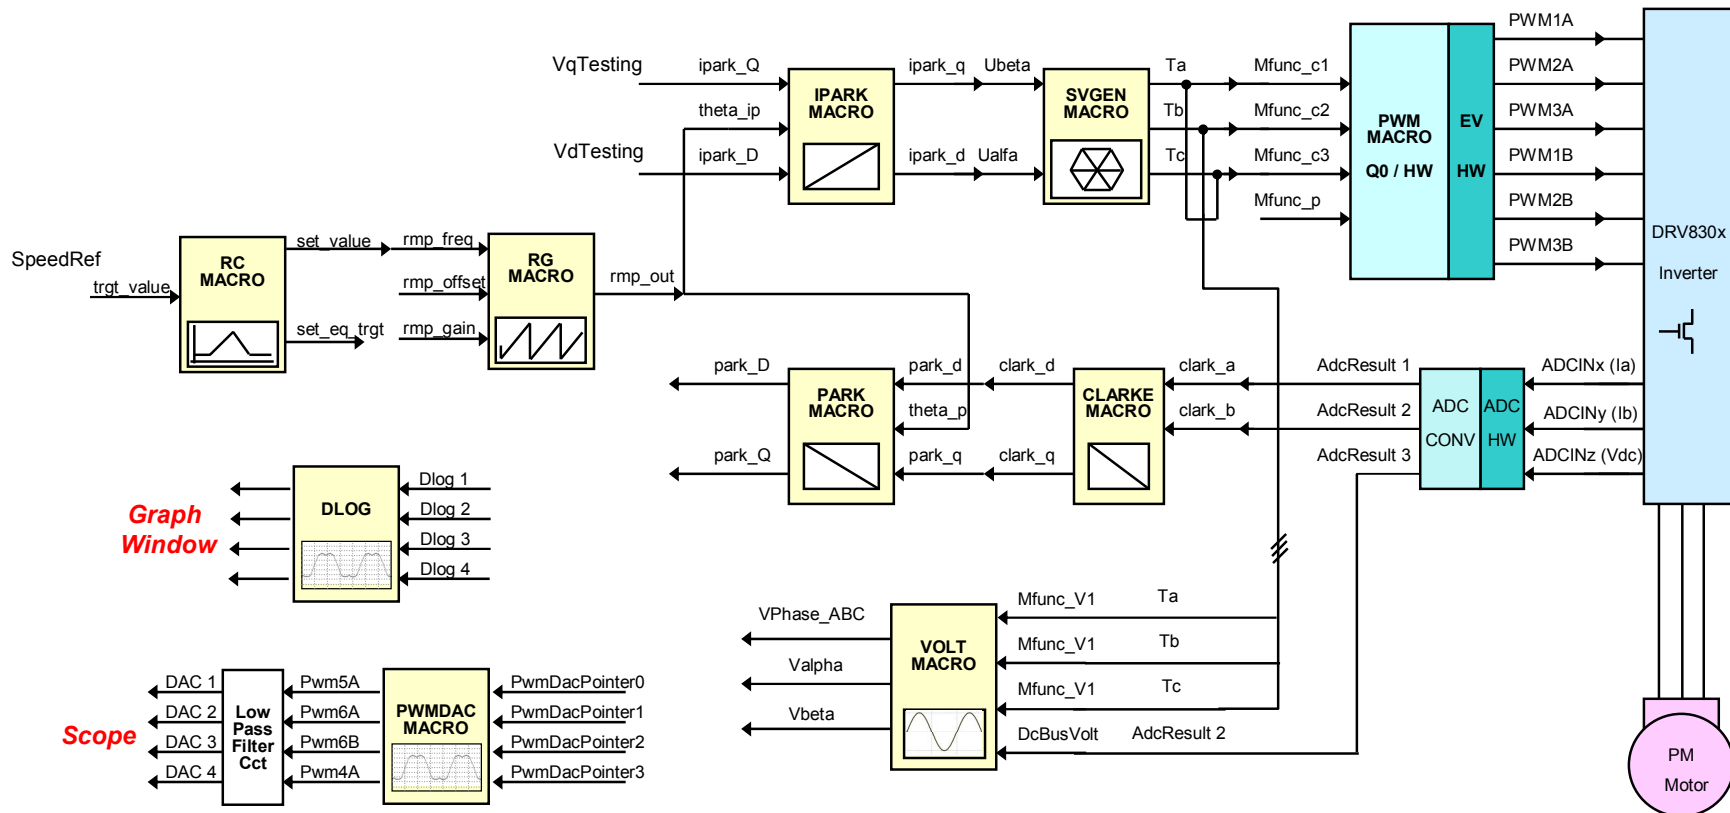 PWM1A
PWM2A
PWM3A
PWM1B
PWM2B
PWM3B
VqTesting
VdTesting
ipark_Q
theta_ip
ipark_D
IPARK
MACRO
ipark_q
Ubeta
ipark_d
Ualfa
SVGEN
MACRO
Ta
Tb
Tc
Mfunc_c1
Mfunc_c2
Mfunc_c3
Mfunc_p
PWM
MACRO
Q0 / HW
EV
HW
DRV830x
Inverter
SpeedRef
trgt_value
RC
MACRO
set_value
set_eq_trgt
rmp_freq
rmp_offset
rmp_gain
RG
MACRO
rmp_out
park_D
park_Q
PARK
MACRO
park_d
theta_p
park_q
clark_d
clark_q
CLARKE
MACRO
clark_a
clark_b
AdcResult 1
AdcResult 2
AdcResult 3
ADC
CONV
ADC
HW
ADCINx (Ia)
ADCINy (Ib)
ADCINz (Vdc)
Graph
Window
DLOG
Dlog 1
Dlog 2
Dlog 3
Dlog 4
VPhase_ABC
Valpha
Vbeta
VOLT
MACRO
Mfunc_V1
Ta
Mfunc_V1
Tb
Mfunc_V1
Tc
DcBusVolt
AdcResult 2
Scope
DAC 1
DAC 2
DAC 3
DAC 4
Low
Pass
Filter
Cct
Pwm5A
Pwm6A
Pwm6B
Pwm4A
PWMDAC
MACRO
PwmDacPointer0
PwmDacPointer1
PwmDacPointer2
PwmDacPointer3
PM
Motor